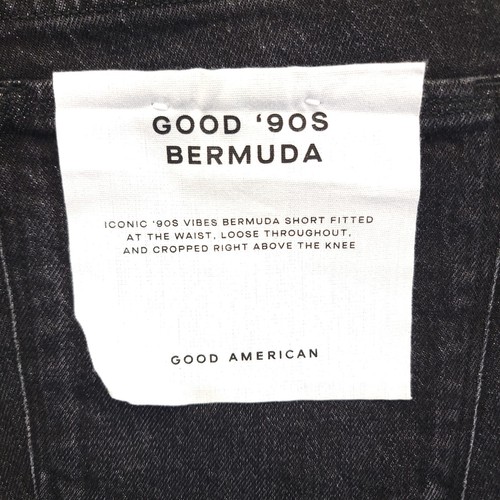 GOOD ‘90S
BERMUDA
ICONIC ‘90S VIBES BERMUDA SHORT FITTED
AT THE WAIST, LOOSE THROUGHOUT,
AND CROPPED RIGHT ABOVE THE KNEE
GOOD AMERICAN